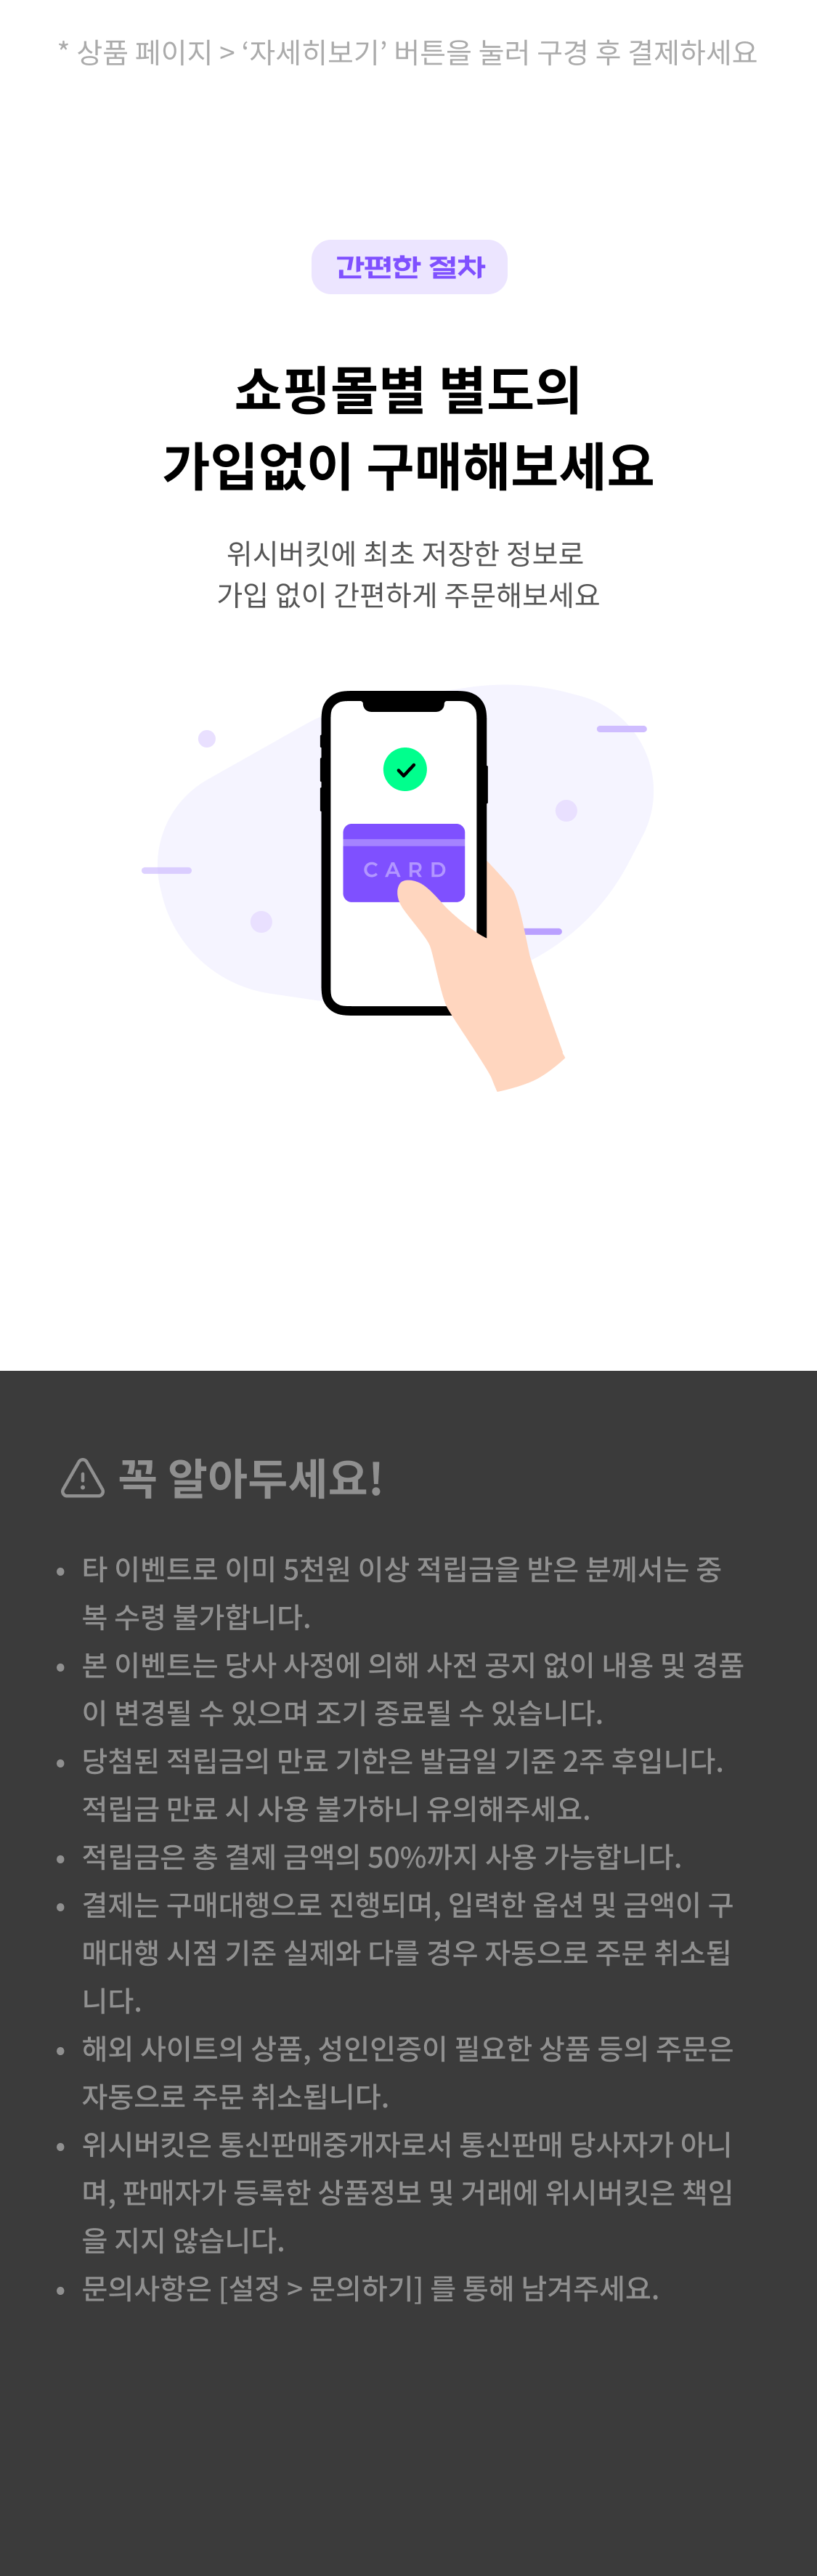 * 상품 페이지 > ‘자세히보기’ 버튼을 눌러 구경 후 결제하세요
간편한 절차
쇼핑몰별 별도의
가입없이 구매해보세요
위시버킷에 최초 저장한 정보로
가입 없이 간편하게 주문해보세요
CARD
꼭 알아두세요!
• 타 이벤트로 이미 5천원 이상 적립금을 받은 분께서는 중
복 수령 불가합니다.
• 본 이벤트는 당사 사정에 의해 사전 공지 없이 내용 및 경품
이 변경될 수 있으며 조기 종료될 수 있습니다.
• 당첨된 적립금의 만료 기한은 발급일 기준 2주 후입니다.
적립금 만료 시 사용 불가하니 유의해주세요.
• 적립금은 총 결제 금액의 50%까지 사용 가능합니다.
• 결제는 구매대행으로 진행되며, 입력한 옵션 및 금액이 구
매대행 시점 기준 실제와 다를 경우 자동으로 주문 취소됩
니다.
• 해외 사이트의 상품, 성인인증이 필요한 상품 등의 주문은
자동으로 주문 취소됩니다.
• 위시버킷은 통신판매중개자로서 통신판매 당사자가 아니
며, 판매자가 등록한 상품정보 및 거래에 위시버킷은 책임
을 지지 않습니다.
• 문의사항은 [설정 > 문의하기] 를 통해 남겨주세요.